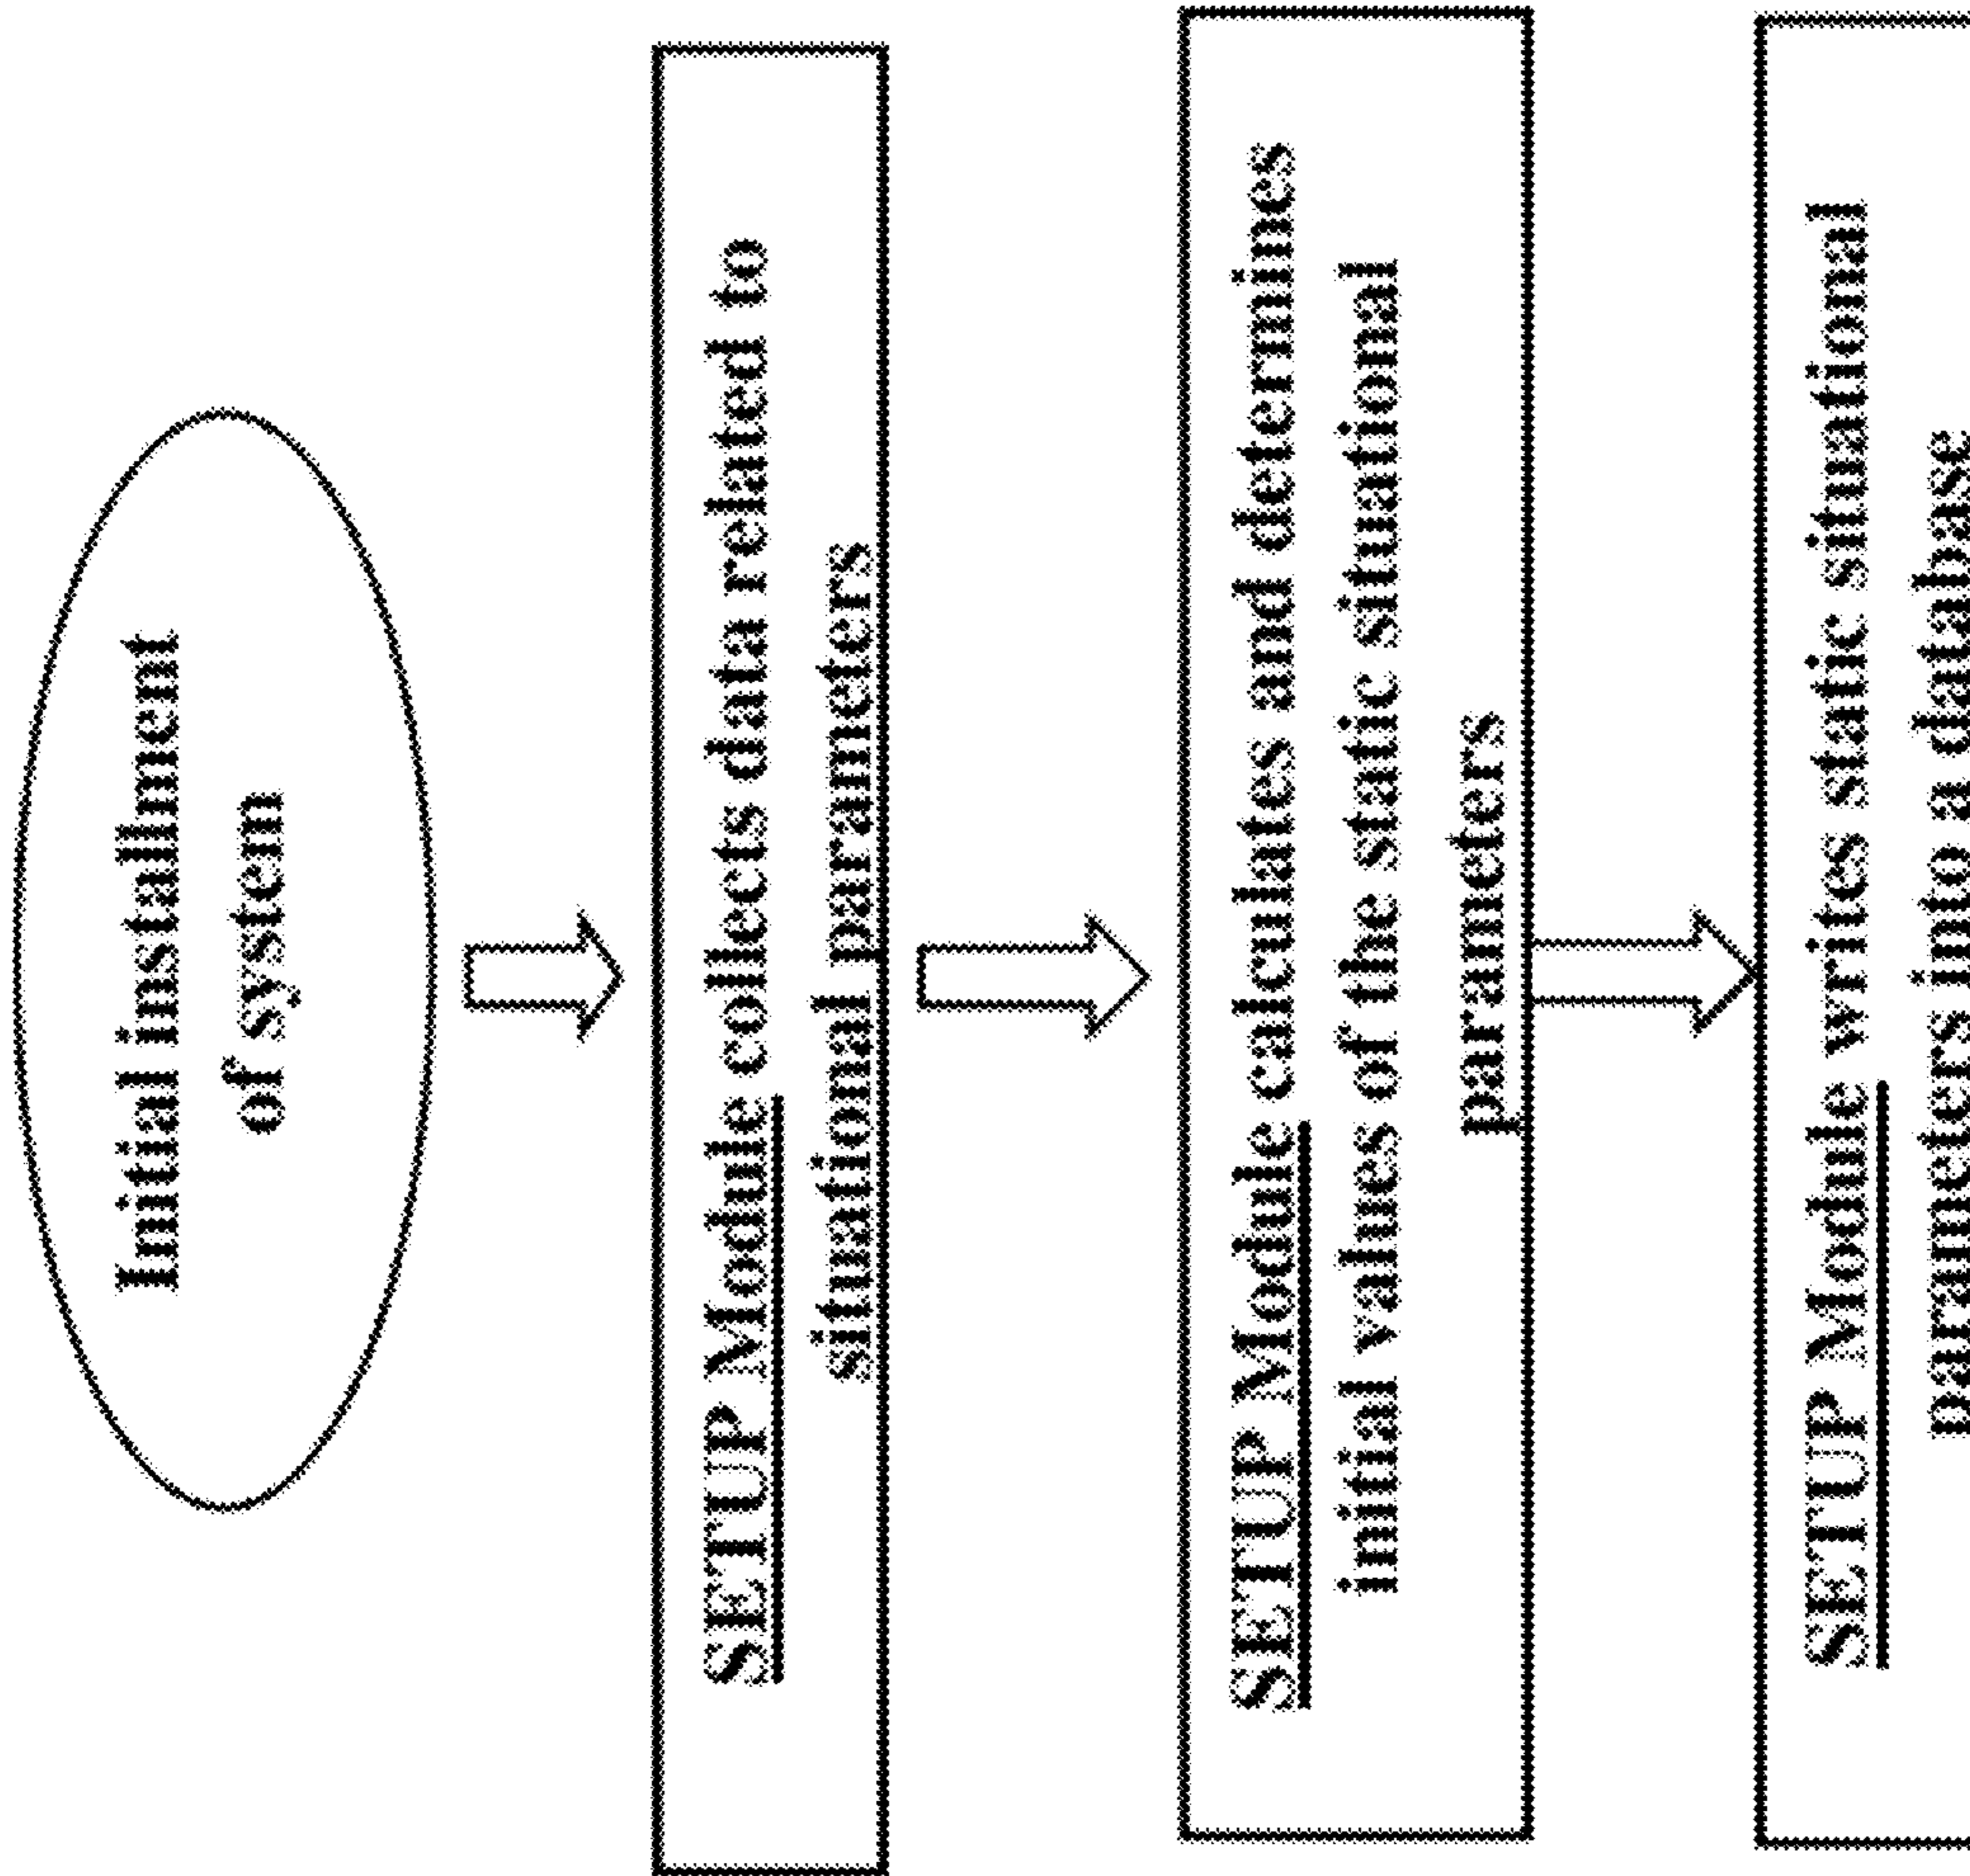 Initial installment
of system
SETUP Module collects data related to
situational parameters
SETUP Module calculates and determines
initial values of the static situational
parameters
SETUP Module writes static situational
parameters into a database